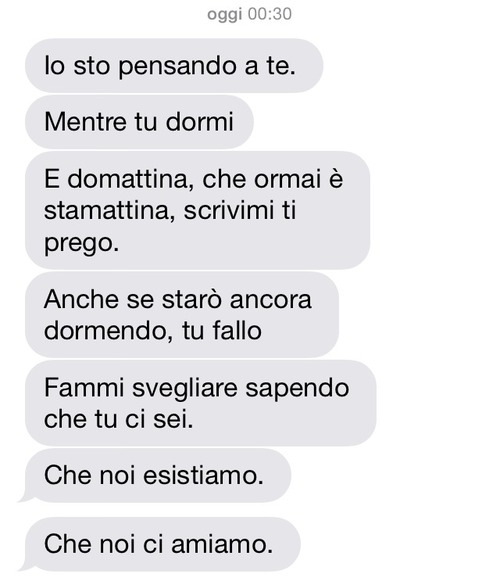 oggi 00:30
Io sto pensando a te.
Mentre tu dormi
E domattina, che ormai è
stamattina, scrivimi ti
prego.
Anche se starò ancora
dormendo, tu fallo
Fammi svegliare sapendo
che tu ci sei.
Che noi esistiamo.
Che noi ci amiamo.